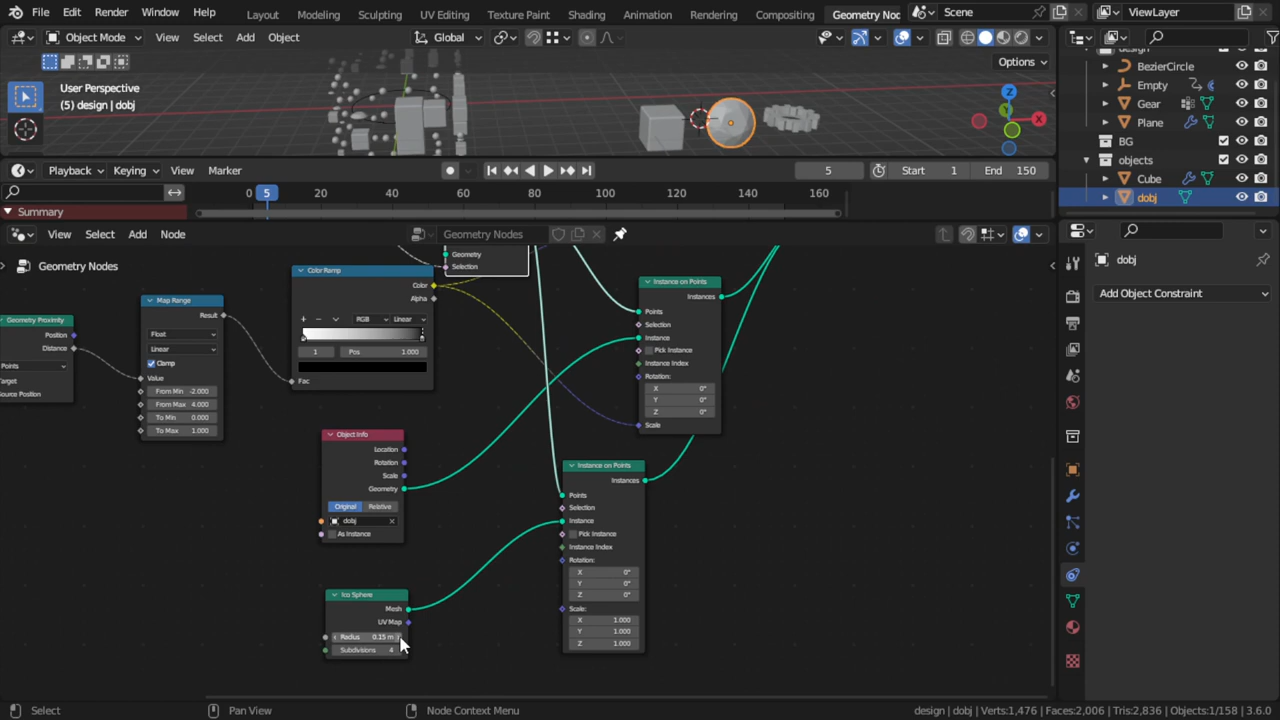 File Edit Render Window Help Layout Modeling Sculpting UV Editing Texture Paint Shading Animation Rendering Compositing Geometry Noc Scene ViewLayer
Object Mode View Select Add Object Global
Options
User Perspective
(5) design | dobj
Z
X
Y
design
BezierCircle
Empty
Gear
Plane
BG
objects
Cube
dobj
Playback Keying View Marker 5 Start 1 End 150
0 5 20 40 60 80 100 120 140 160
Summary
View Select Add Node Geometry Nodes
Geometry Nodes
dobj
Add Object Constraint
Geometry
Selection
Color Ramp
Color
Alpha
RGB Linear
1 Pos 1.000
Fac
Map Range
Result
Float
Linear
Clamp
Value
From Min -2.000
From Max 4.000
To Min 0.000
To Max 1.000
Geometry Proximity
Position
Distance
Points
Target
Source Position
Instance on Points
Instances
Points
Selection
Instance
Pick Instance
Instance Index
Rotation:
X 0°
Y 0°
Z 0°
Scale
Object Info
Location
Rotation
Scale
Geometry
Original Relative
dobj
As Instance
Instance on Points
Instances
Points
Selection
Instance
Pick Instance
Instance Index
Rotation:
X 0°
Y 0°
Z 0°
Scale:
X 1.000
Y 1.000
Z 1.000
Ico Sphere
Mesh
UV Map
Radius 0.15 m
Subdivisions 4
Select Pan View Node Context Menu design | dobj | Verts:1,476 | Faces:2,006 | Tris:2,836 | Objects:1/158 | 3.6.0